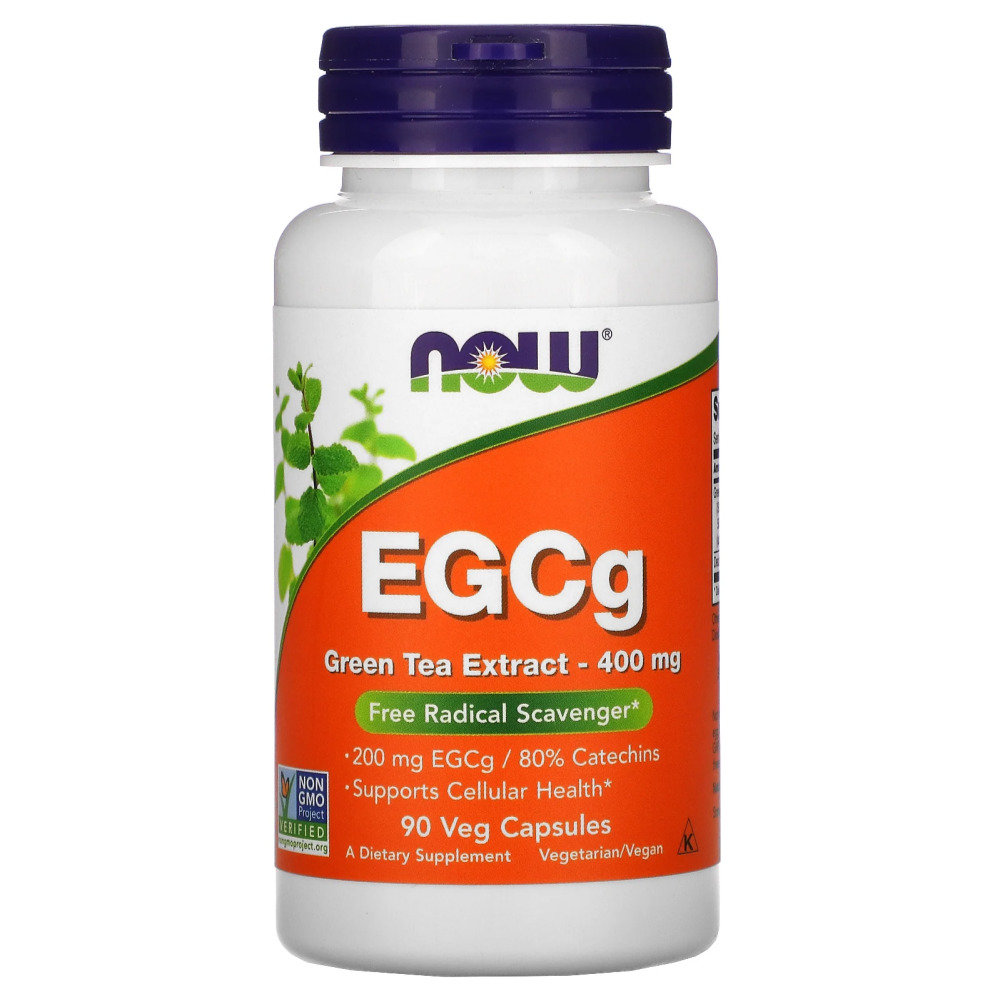 now®
EGCg
Green Tea Extract - 400 mg
Free Radical Scavenger*
•200 mg EGCg / 80% Catechins
•Supports Cellular Health*
90 Veg Capsules
A Dietary Supplement Vegetarian/Vegan
NON
GMO
Project
VERIFIED
nongmoproject.org
K